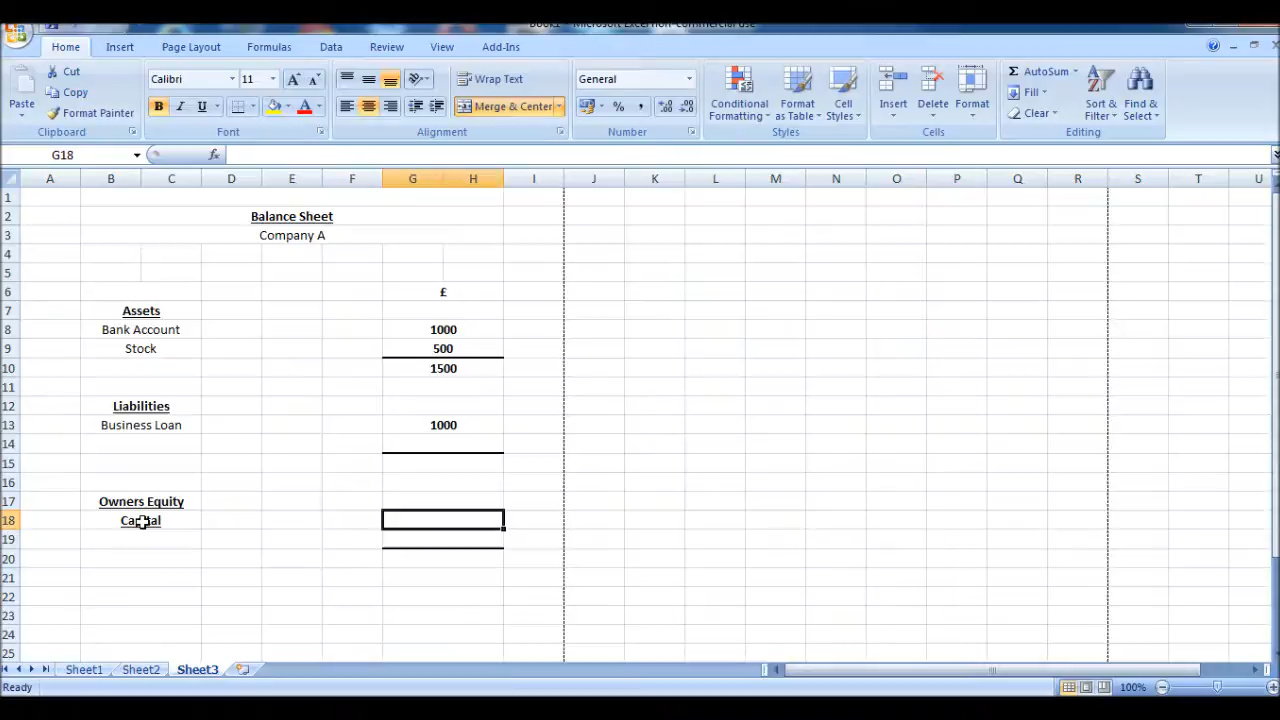 Book1 - Microsoft Excel non-commercial use
Home Insert Page Layout Formulas Data Review View Add-Ins
Cut
Copy
Format Painter
Paste
Clipboard
Calibri 11
B I U
Font
Wrap Text
Merge & Center
Alignment
General
%
Number
Conditional Formatting
Format as Table
Cell Styles
Styles
Insert Delete Format
Cells
Σ AutoSum
Fill
Clear
Sort & Filter
Find & Select
Editing
G18 fx
A B C D E F G H I J K L M N O P Q R S T U
1
2 Balance Sheet
3 Company A
4
5
6 £
7 Assets
8 Bank Account 1000
9 Stock 500
10 1500
11
12 Liabilities
13 Business Loan 1000
14
15
16
17 Owners Equity
18 Capital
19
20
21
22
23
24
25
Sheet1 Sheet2 Sheet3
Ready 100%